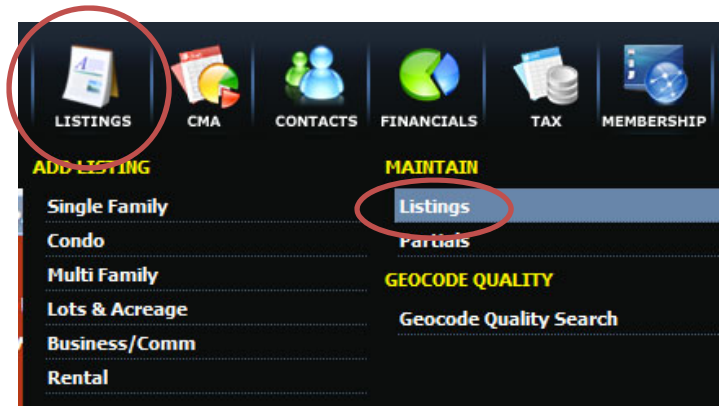 LISTINGS CMA CONTACTS FINANCIALS TAX MEMBERSHIP
ADD LISTING
Single Family
Condo
Multi Family
Lots & Acreage
Business/Comm
Rental
MAINTAIN
Listings
Partials
GEOCODE QUALITY
Geocode Quality Search